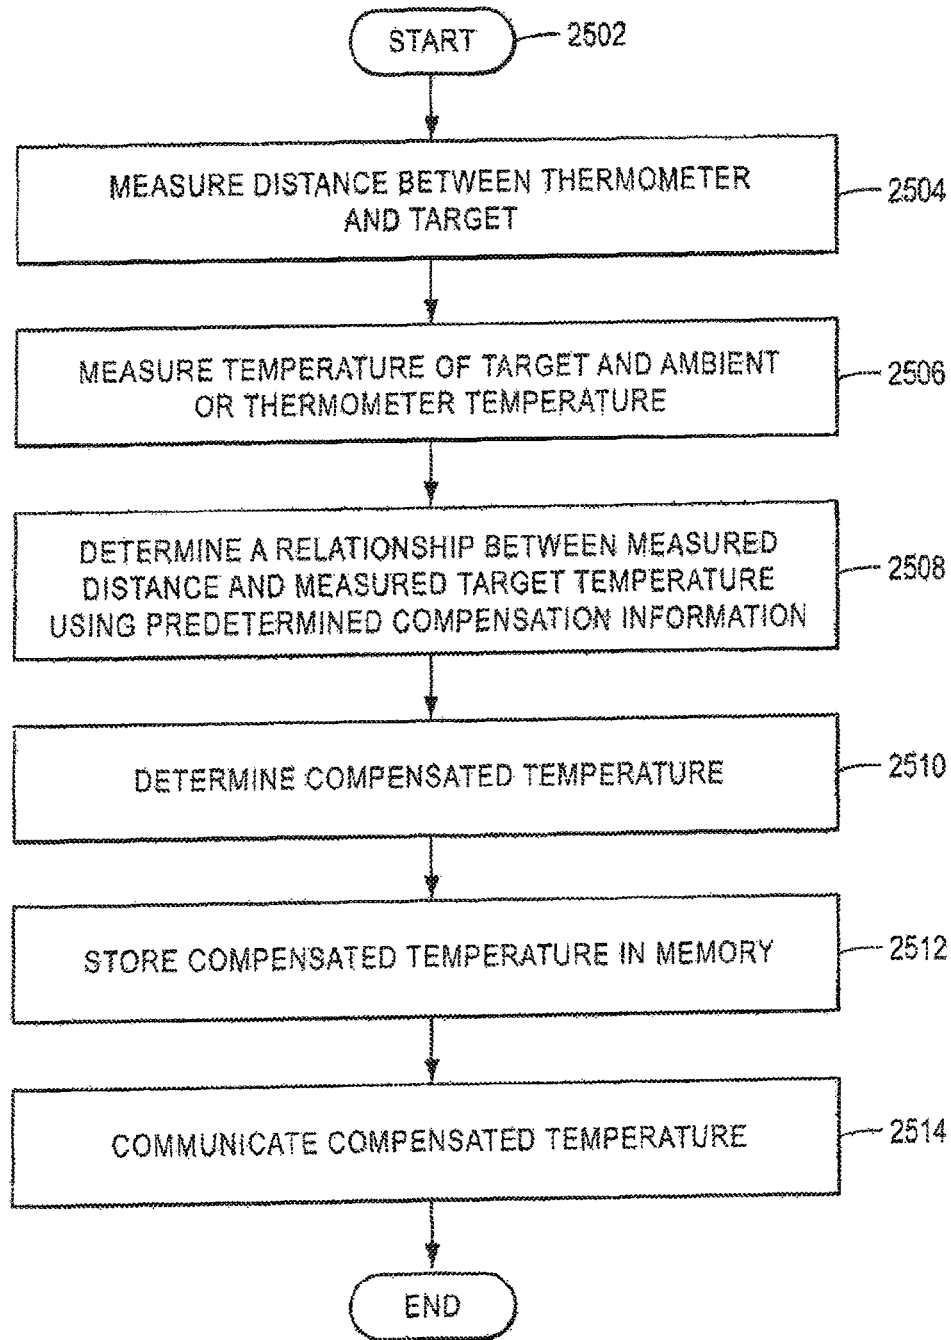 START
2502
MEASURE DISTANCE BETWEEN THERMOMETER
AND TARGET
2504
MEASURE TEMPERATURE OF TARGET AND AMBIENT
OR THERMOMETER TEMPERATURE
2506
DETERMINE A RELATIONSHIP BETWEEN MEASURED
DISTANCE AND MEASURED TARGET TEMPERATURE
USING PREDETERMINED COMPENSATION INFORMATION
2508
DETERMINE COMPENSATED TEMPERATURE
2510
STORE COMPENSATED TEMPERATURE IN MEMORY
2512
COMMUNICATE COMPENSATED TEMPERATURE
2514
END